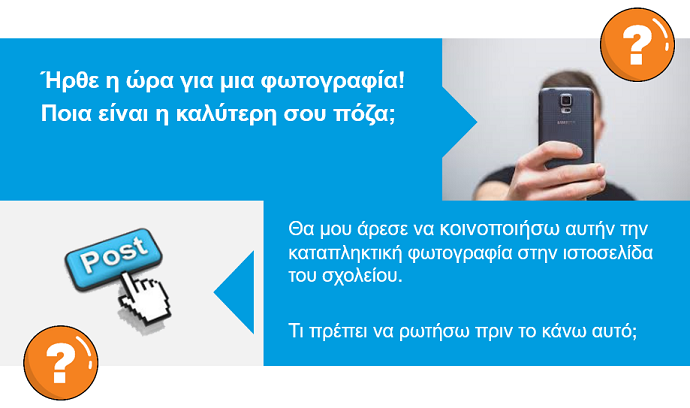 ?
Ήρθε η ώρα για μια φωτογραφία!
Ποια είναι η καλύτερη σου πόζα;
SAMSUNG
Post
Θα μου άρεσε να κοινοποιήσω αυτήν την
καταπληκτική φωτογραφία στην ιστοσελίδα
του σχολείου.
Τι πρέπει να ρωτήσω πριν το κάνω αυτό;
?